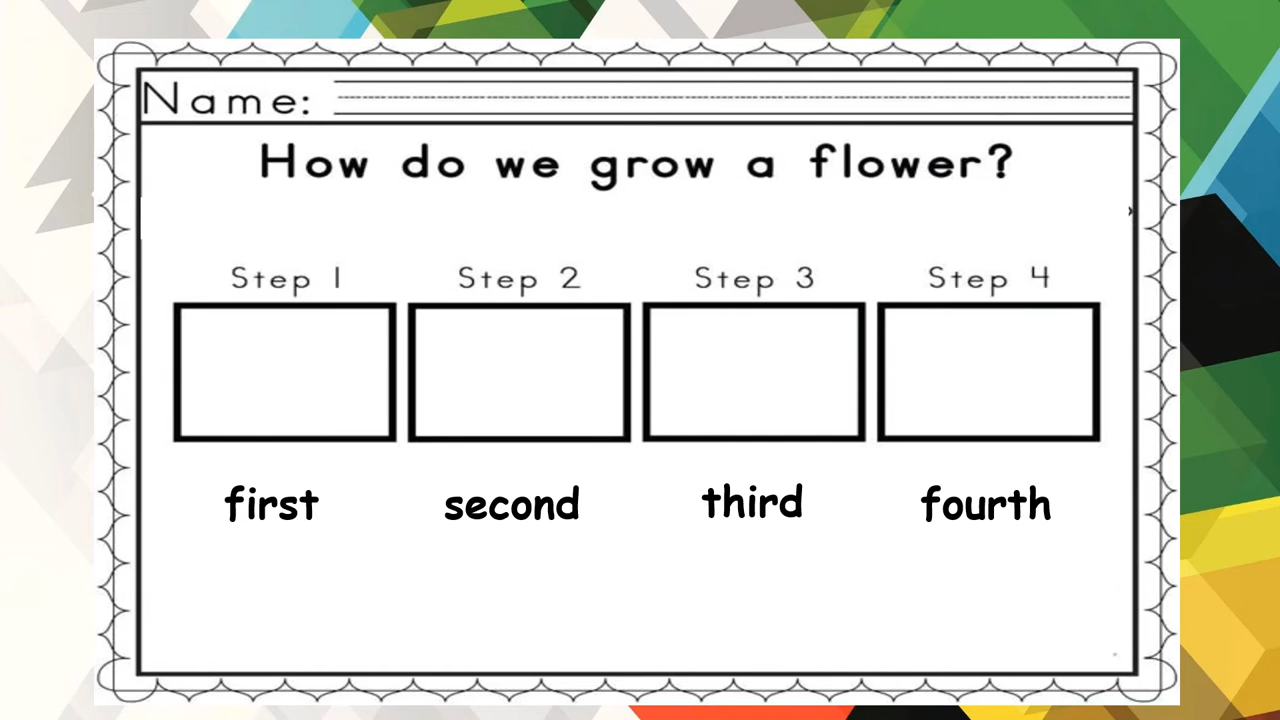 Name:
How do we grow a flower?
Step 1 Step 2 Step 3 Step 4
first second third fourth